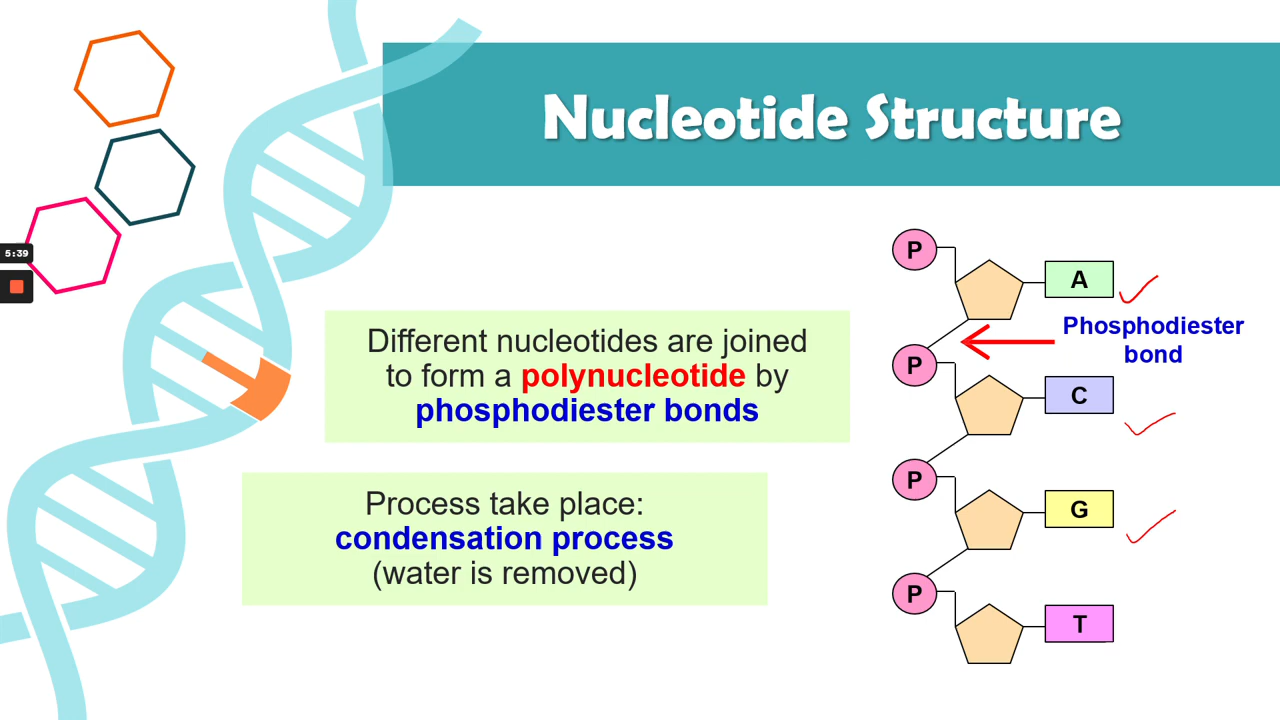 Nucleotide Structure
5:39
Different nucleotides are joined
to form a polynucleotide by
phosphodiester bonds
Process take place:
condensation process
(water is removed)
P
A
Phosphodiester
bond
P
C
P
G
P
T